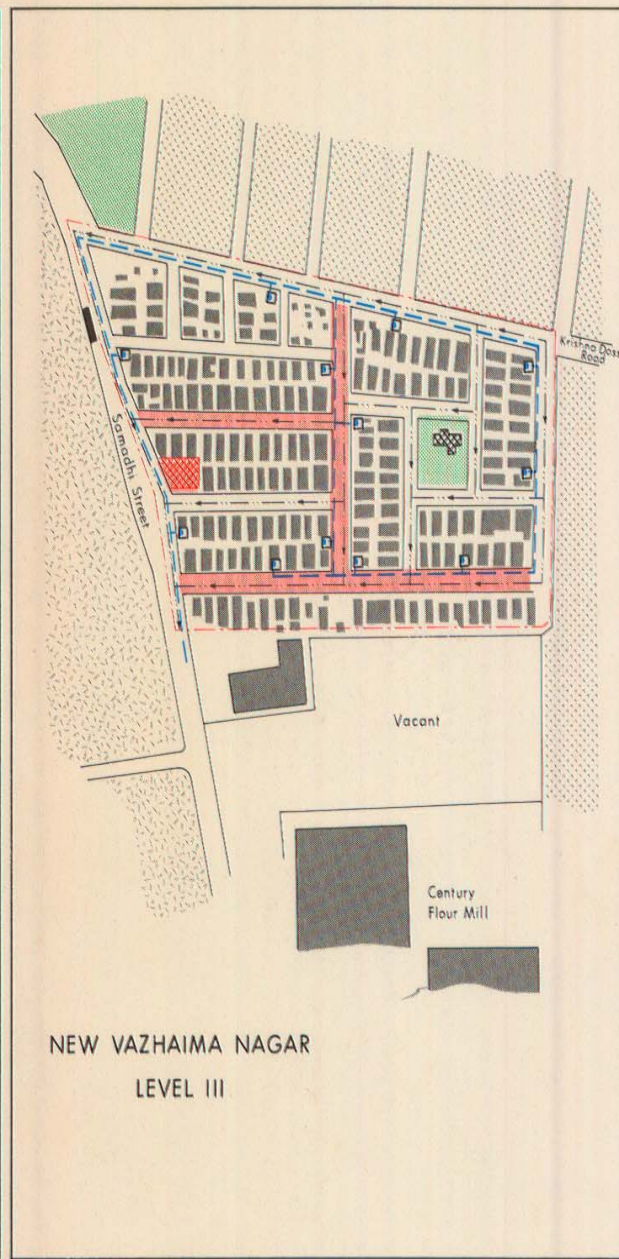 Krishna Doss
Road
Samadhi Street
Vacant
Century
Flour Mill
NEW VAZHAIMA NAGAR
LEVEL III